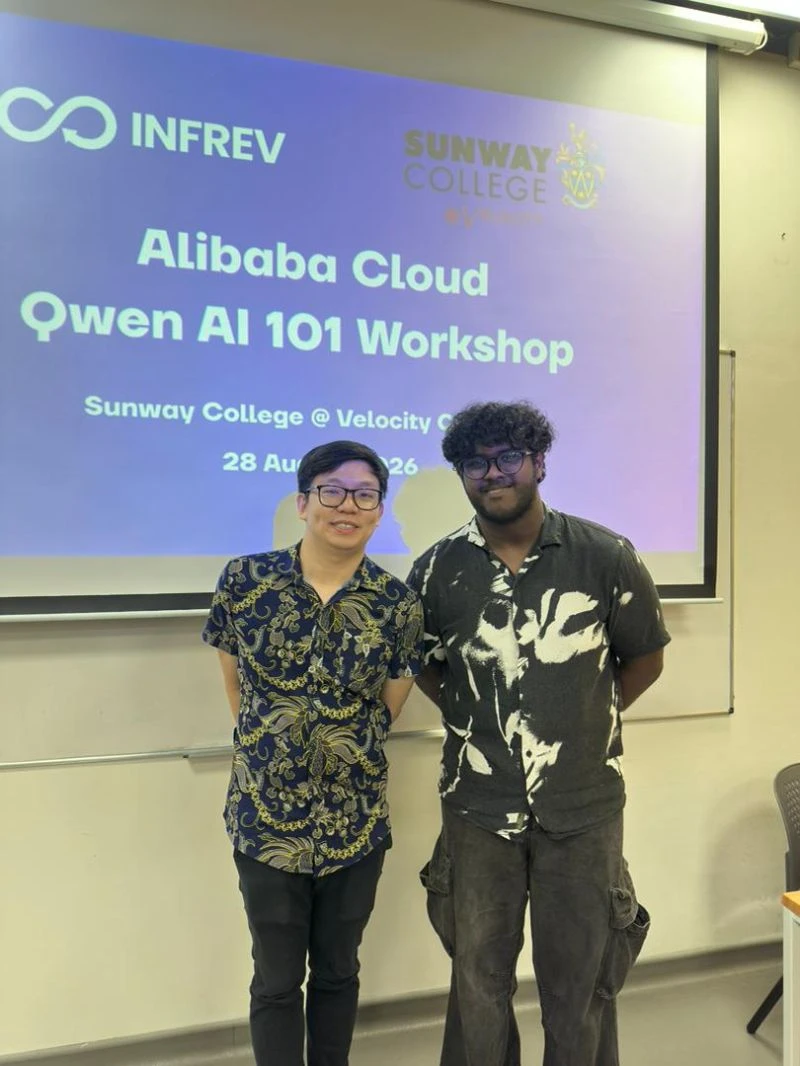 INFREV
SUNWAY
COLLEGE
Alibaba Cloud
Qwen AI 101 Workshop
Sunway College @ Velocity
28